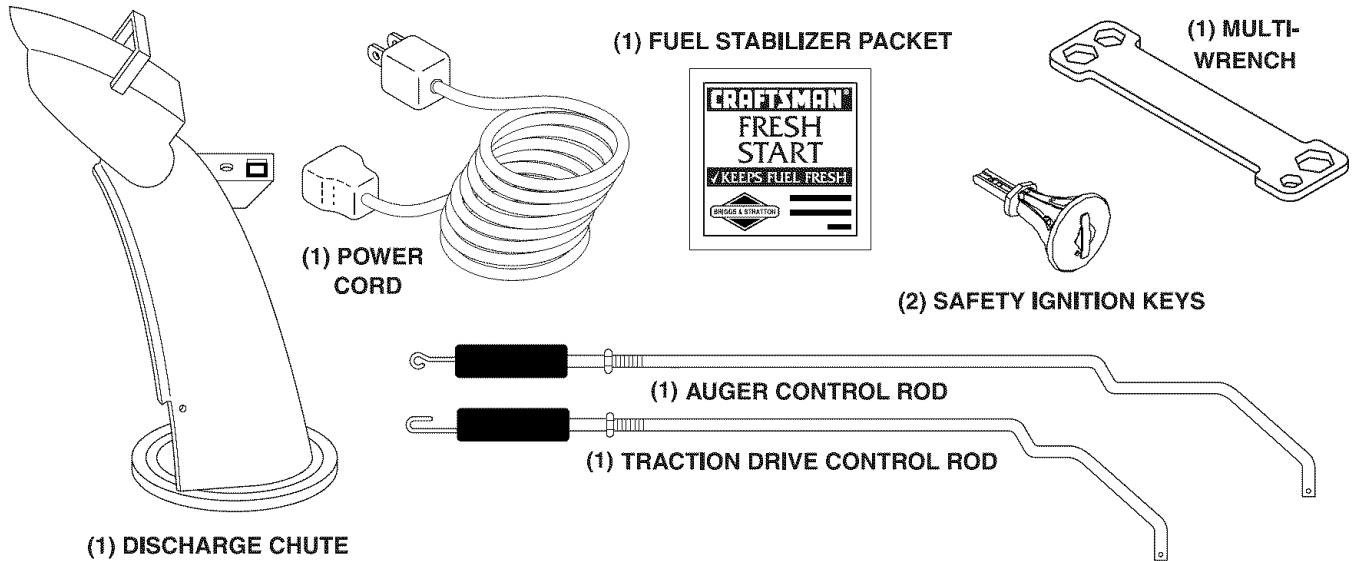 (1) FUEL STABILIZER PACKET
(1) MULTI-
WRENCH
CRAFTSMAN®
FRESH
START
✓KEEPS FUEL FRESH
BRIGGS & STRATTON
(1) POWER
CORD
(2) SAFETY IGNITION KEYS
(1) AUGER CONTROL ROD
(1) TRACTION DRIVE CONTROL ROD
(1) DISCHARGE CHUTE